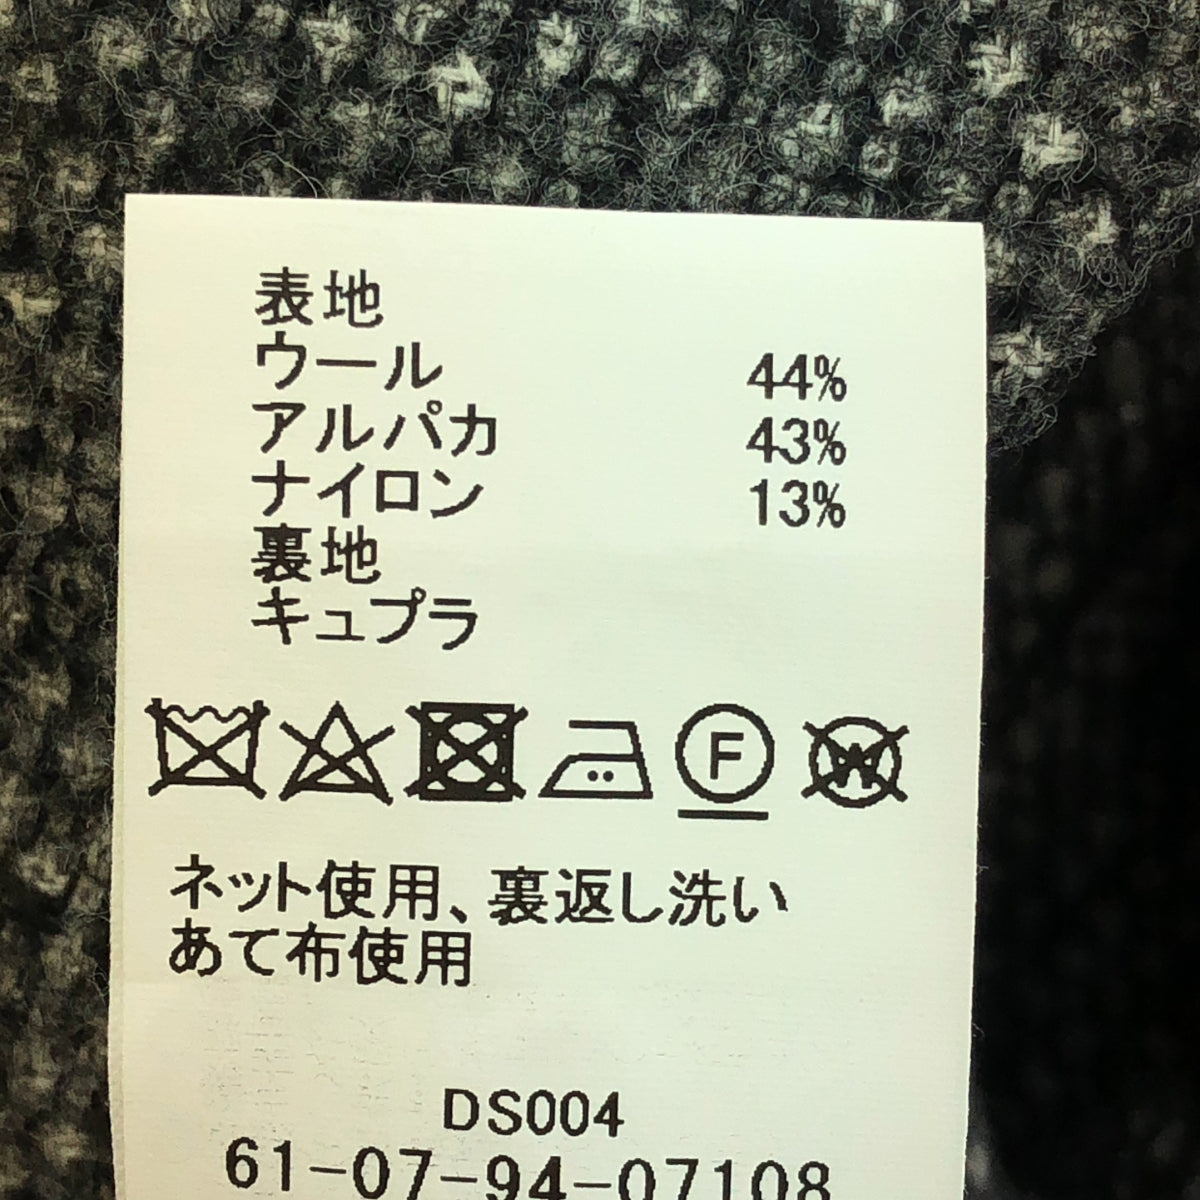 表地
ウール 44%
アルパカ 43%
ナイロン 13%
裏地
キュプラ
F W
ネット使用、裏返し洗い
あて布使用
DS004
61-07-94-07108